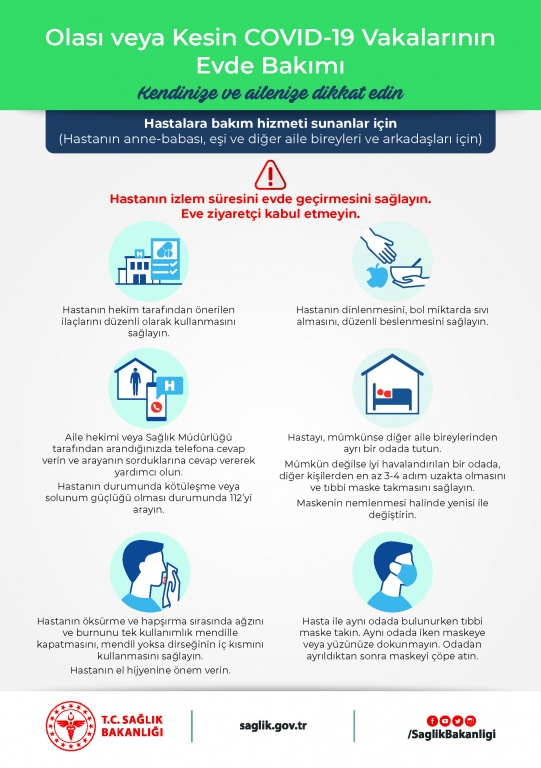 Olası veya Kesin COVID-19 Vakalarının
Evde Bakımı
Kendinize ve ailenize dikkat edin
Hastalara bakım hizmeti sunanlar için
(Hastanın anne-babası, eşi ve diğer aile bireyleri ve arkadaşları için)
Hastanın izlem süresini evde geçirmesini sağlayın.
Eve ziyaretçi kabul etmeyin.
H
Hastanın hekim tarafından önerilen
ilaçlarını düzenli olarak kullanmasını
sağlayın.
Hastanın dinlenmesini, bol miktarda sıvı
almasını, düzenli beslenmesini sağlayın.
H
Aile hekimi veya Sağlık Müdürlüğü
tarafından arandığınızda telefona cevap
verin ve arayanın sorduklarına cevap vererek
yardımcı olun.
Hastanın durumunda kötüleşme veya
solunum güçlüğü olması durumunda 112'yi
arayın.
Hastayı, mümkünse diğer aile bireylerinden
ayrı bir odada tutun.
Mümkün değilse iyi havalandırılan bir odada,
diğer kişilerden en az 3-4 adım uzakta olmasını
ve tıbbi maske takmasını sağlayın.
Maskenin nemlenmesi halinde yenisi ile
değiştirin.
Hastanın öksürme ve hapşırma sırasında ağzını
ve burnunu tek kullanımlık mendille
kapatmasını, mendil yoksa dirseğinin iç kısmını
kullanmasını sağlayın.
Hastanın el hijyenine önem verin.
Hasta ile aynı odada bulunurken tıbbi
maske takın. Aynı odada iken maskeye
veya yüzünüze dokunmayın. Odadan
ayrıldıktan sonra maskeyi çöpe atın.
T.C. SAĞLIK
BAKANLIĞI
saglik.gov.tr
/SaglikBakanligi